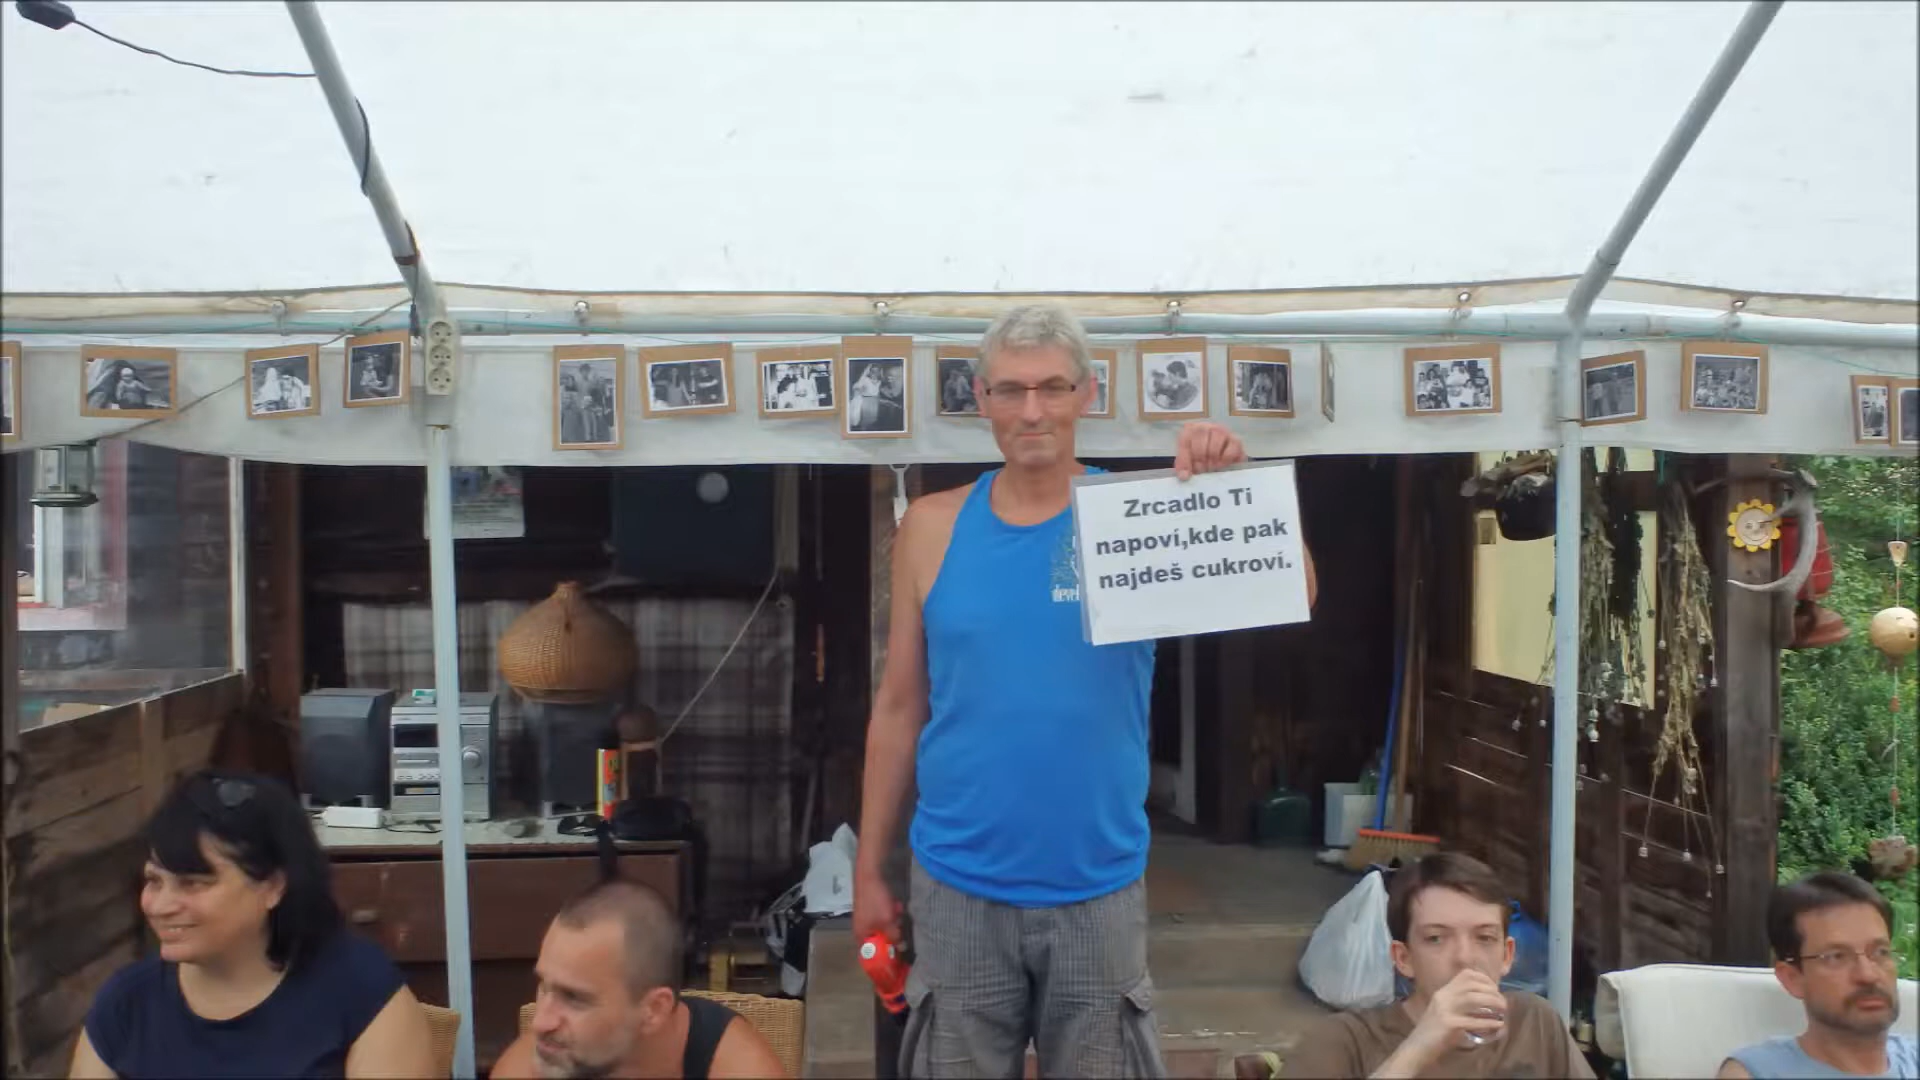 Zrcadlo Ti
napoví,kde pak
najdeš cukroví.